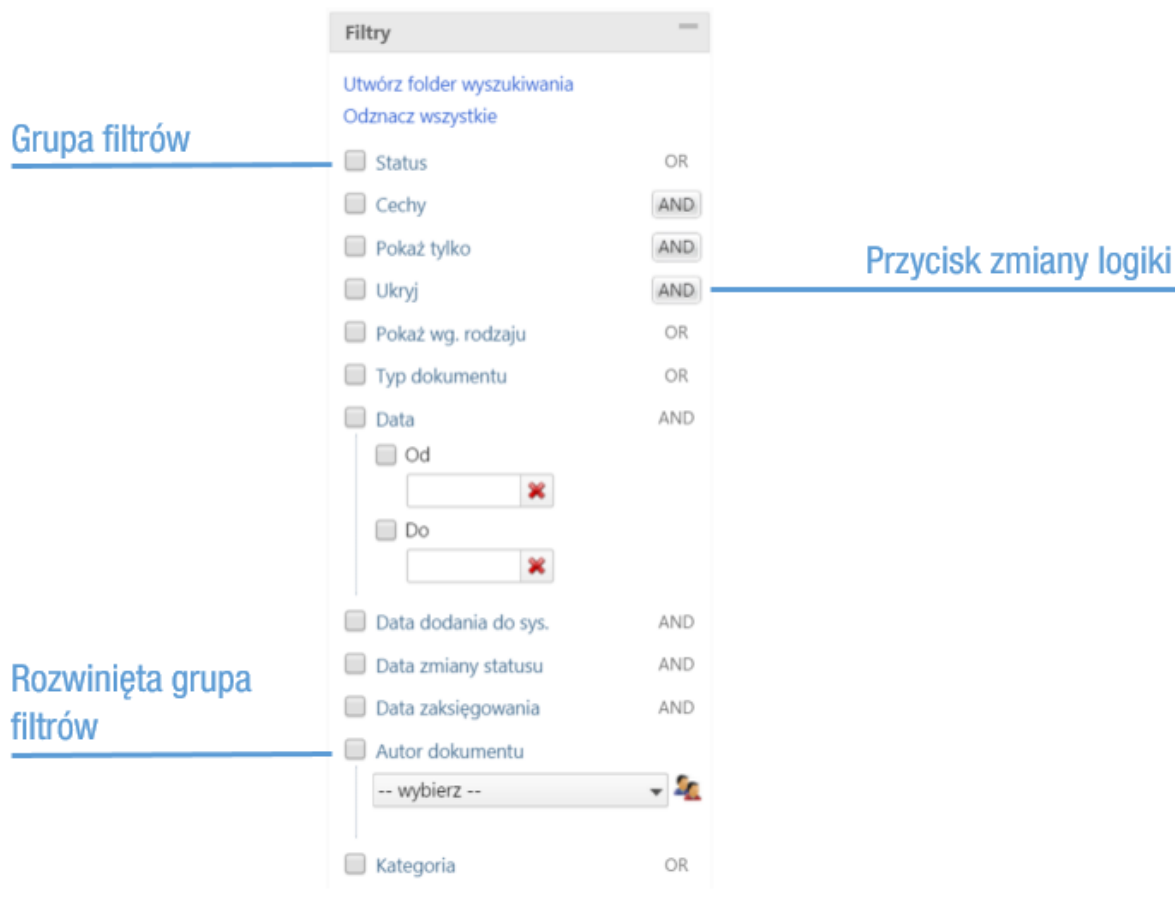 Filtry
Utwórz folder wyszukiwania
Odznacz wszystkie
Grupa filtrów
Status OR
Cechy AND
Pokaż tylko AND
Przycisk zmiany logiki
Ukryj AND
Pokaż wg. rodzaju OR
Typ dokumentu OR
Data AND
Od
Do
Data dodania do sys. AND
Rozwinięta grupa
filtrów
Data zmiany statusu AND
Data zaksięgowania AND
Autor dokumentu
-- wybierz --
Kategoria OR